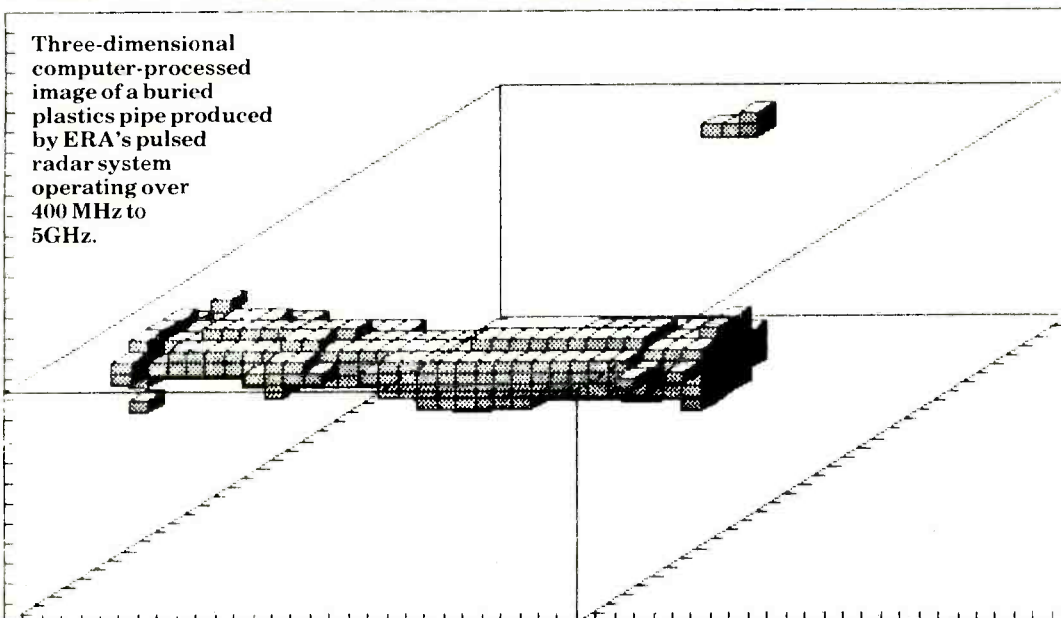 Three-dimensional
computer-processed
image of a buried
plastics pipe produced
by ERA's pulsed
radar system
operating over
400 MHz to
5GHz.